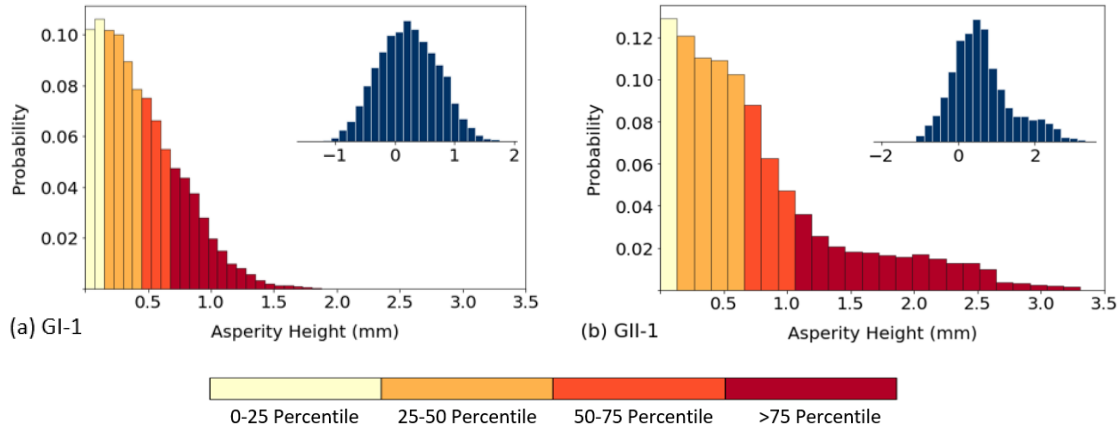 0.10
0.08
0.06
0.04
0.02
Probability
−1 0 1 2
0.5 1.0 1.5 2.0 2.5 3.0 3.5
Asperity Height (mm)
(a) GI-1
0.12
0.10
0.08
0.06
0.04
0.02
Probability
−2 0 2
0.5 1.0 1.5 2.0 2.5 3.0 3.5
Asperity Height (mm)
(b) GII-1
0-25 Percentile 25-50 Percentile 50-75 Percentile >75 Percentile